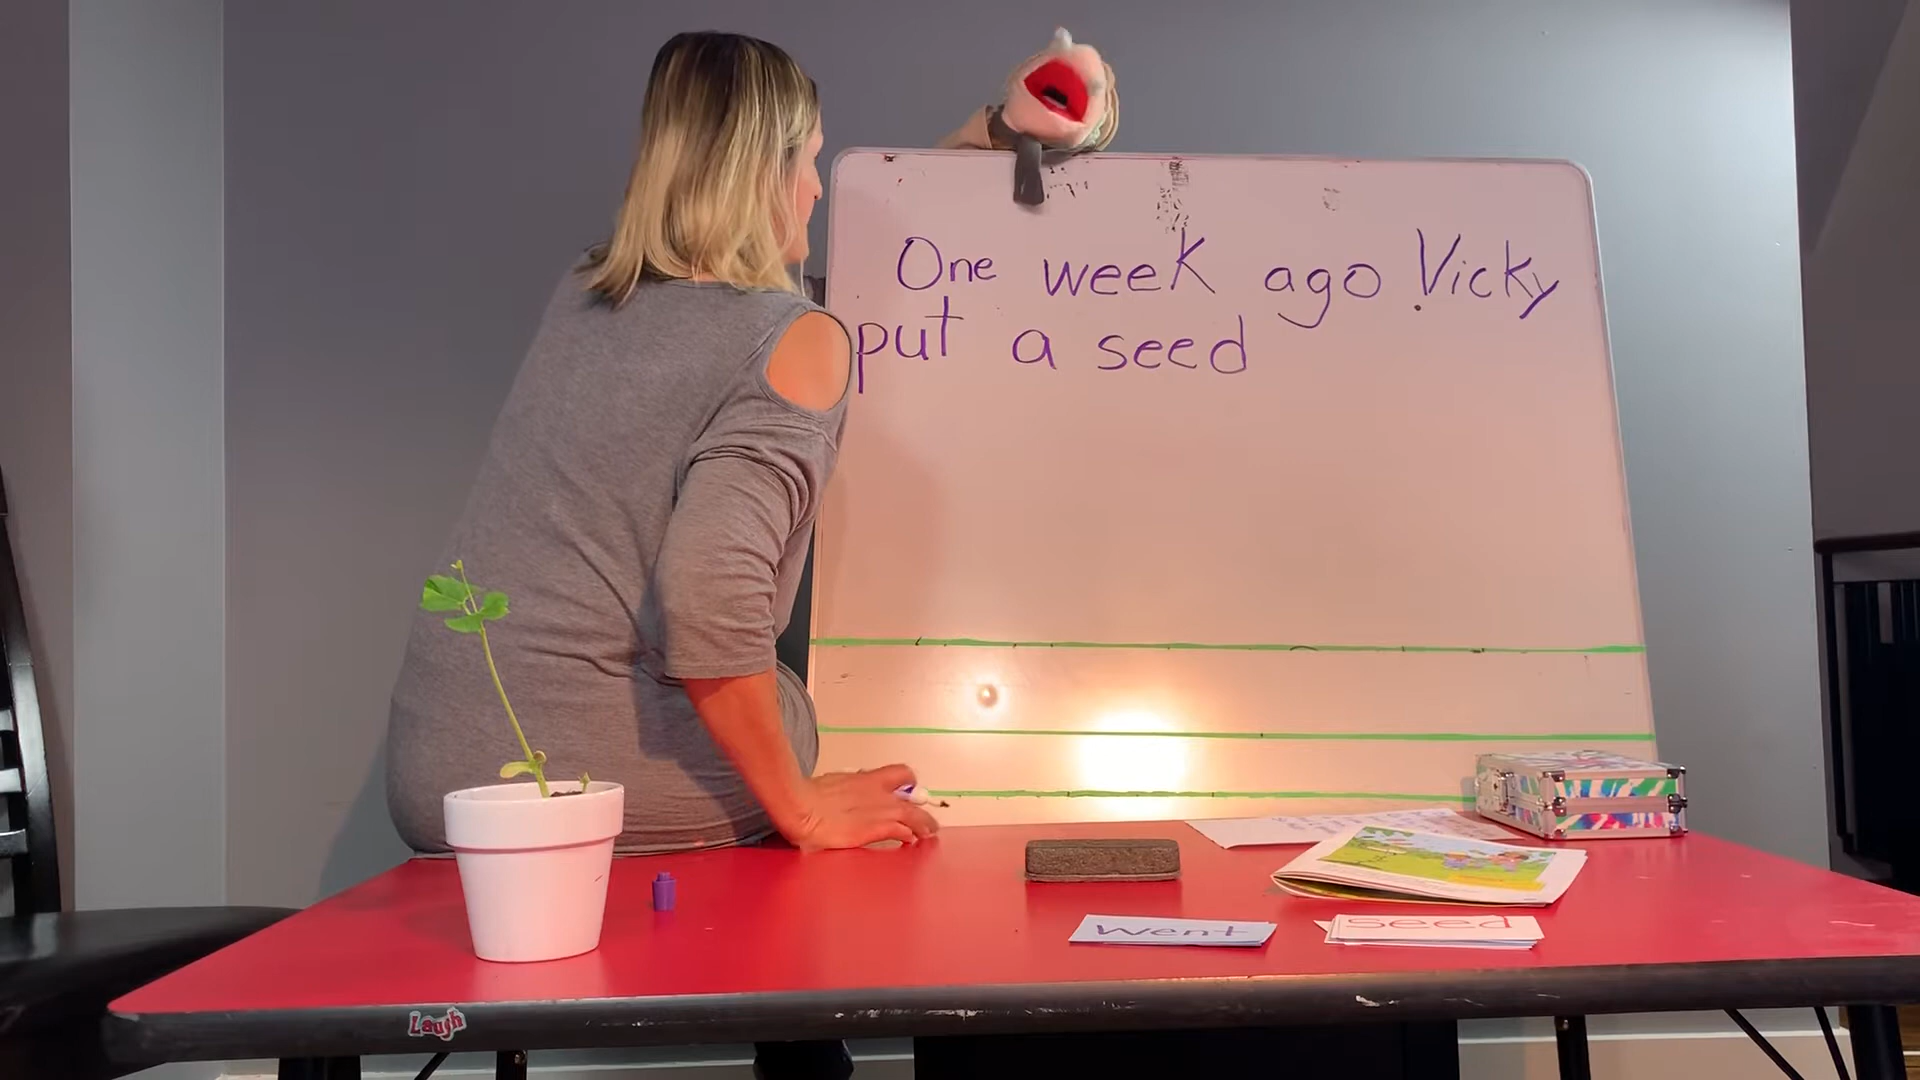 One week ago Vicky
put a seed
went
seed
Laugh